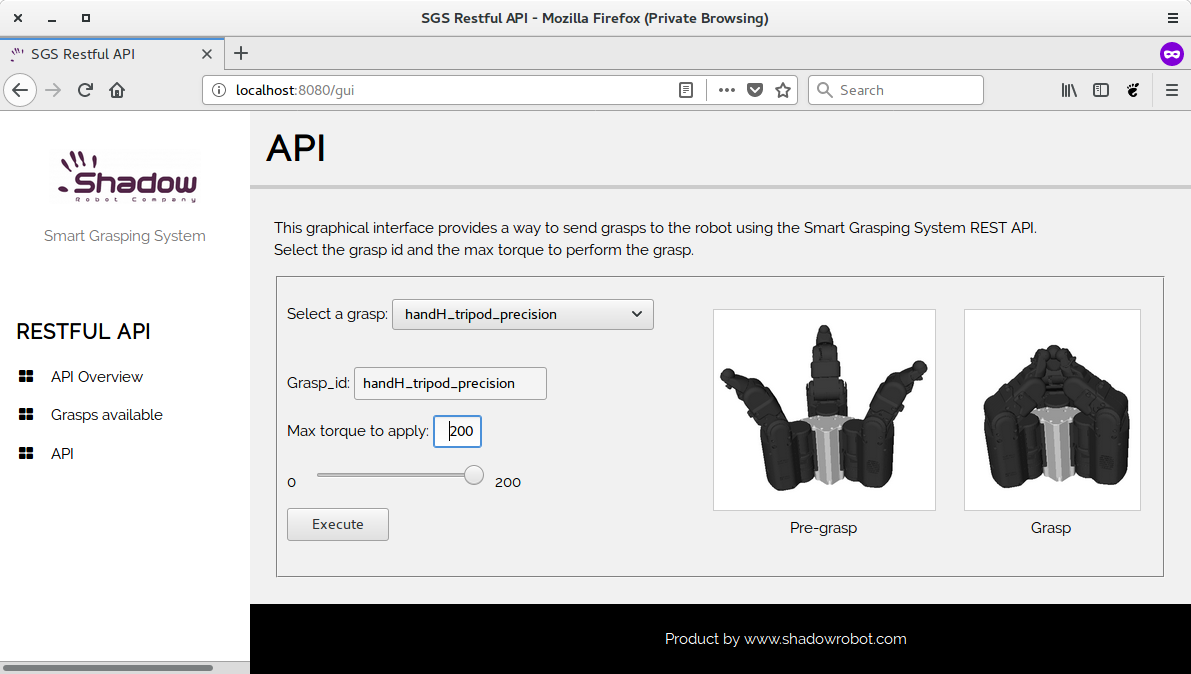 SGS Restful API - Mozilla Firefox (Private Browsing)
SGS Restful API
localhost:8080/gui
Search
Shadow
Robot Company
Smart Grasping System
RESTFUL API
API Overview
Grasps available
API
API
This graphical interface provides a way to send grasps to the robot using the Smart Grasping System REST API.
Select the grasp id and the max torque to perform the grasp.
Select a grasp: handH_tripod_precision
Grasp_id: handH_tripod_precision
Max torque to apply: 200
0 200
Execute
Pre-grasp
Grasp
Product by www.shadowrobot.com